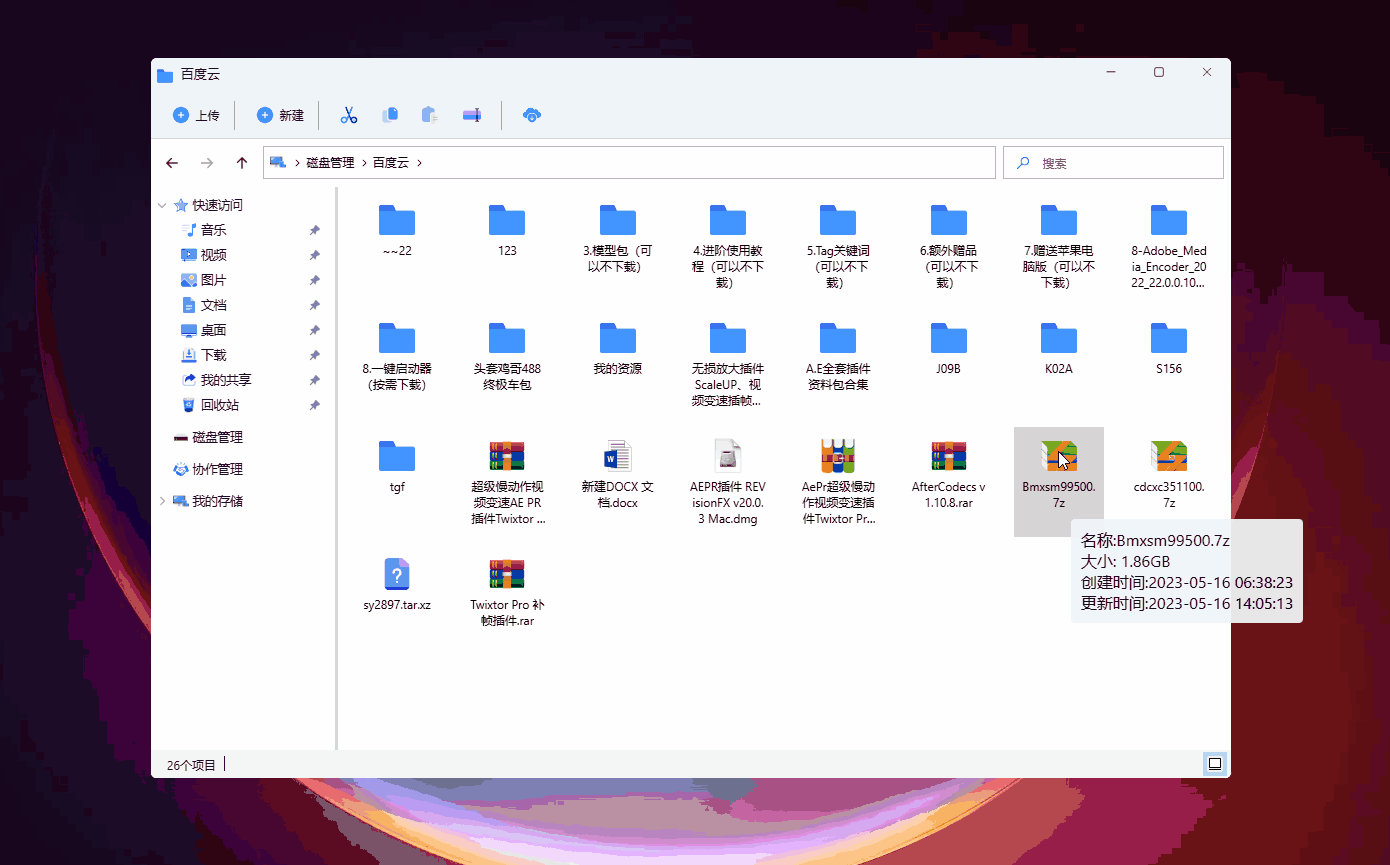 百度云
上传
新建
磁盘管理 百度云
搜索
快速访问
音乐
视频
图片
文档
桌面
下载
我的共享
回收站
磁盘管理
协作管理
我的存储
~~22
123
3.模型包（可
以不下载）
4.进阶使用教
程（可以不下
载）
5.Tag关键词
（可以不下
载）
6.额外赠品
（可以不下
载）
7.赠送苹果电
脑版（可以不
下载）
8-Adobe_Med
ia_Encoder_20
22_22.0.0.10...
8.一键启动器
（按需下载）
头套鸡哥488
终极车包
我的资源
无损放大插件
ScaleUP、视
频变速插帧...
A.E全套插件
资料包合集
J09B
K02A
S156
tgf
超级慢动作视
频变速AE PR
插件Twixtor ...
新建DOCX 文
档.docx
AEPR插件 REV
isionFX v20.0.
3 Mac.dmg
AePr超级慢动
作视频变速插
件Twixtor Pr...
AfterCodecs v
1.10.8.rar
Bmxsm99500.
7z
cdcxc351100.
7z
名称:Bmxsm99500.7z
大小: 1.86GB
创建时间:2023-05-16 06:38:23
更新时间:2023-05-16 14:05:13
sy2897.tar.xz
Twixtor Pro 补
帧插件.rar
26个项目